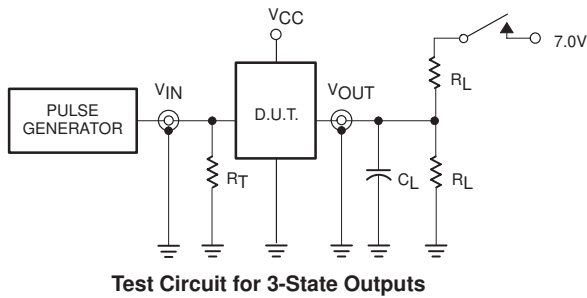 VCC
7.0V
RL
VIN
VOUT
PULSE
GENERATOR
D.U.T.
RT
CL
RL
Test Circuit for 3-State Outputs